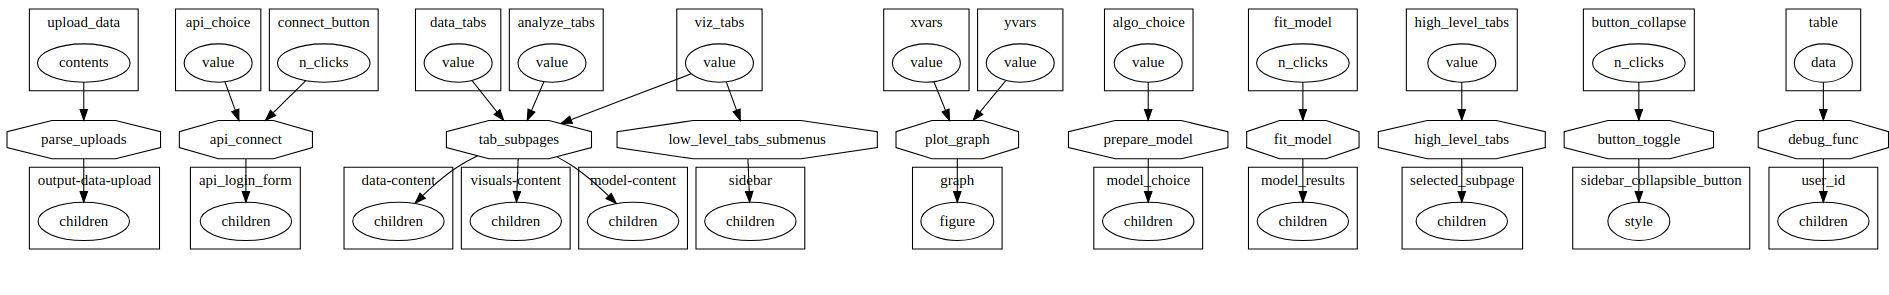 upload_data api_choice connect_button data_tabs analyze_tabs viz_tabs xvars yvars algo_choice fit_model high_level_tabs button_collapse table
contents value n_clicks value value value value value value n_clicks value n_clicks data
parse_uploads api_connect tab_subpages low_level_tabs_submenus plot_graph prepare_model fit_model high_level_tabs button_toggle debug_func
output-data-upload api_login_form data-content visuals-content model-content sidebar graph model_choice model_results selected_subpage sidebar_collapsible_button user_id
children children children children children children figure children children children style children